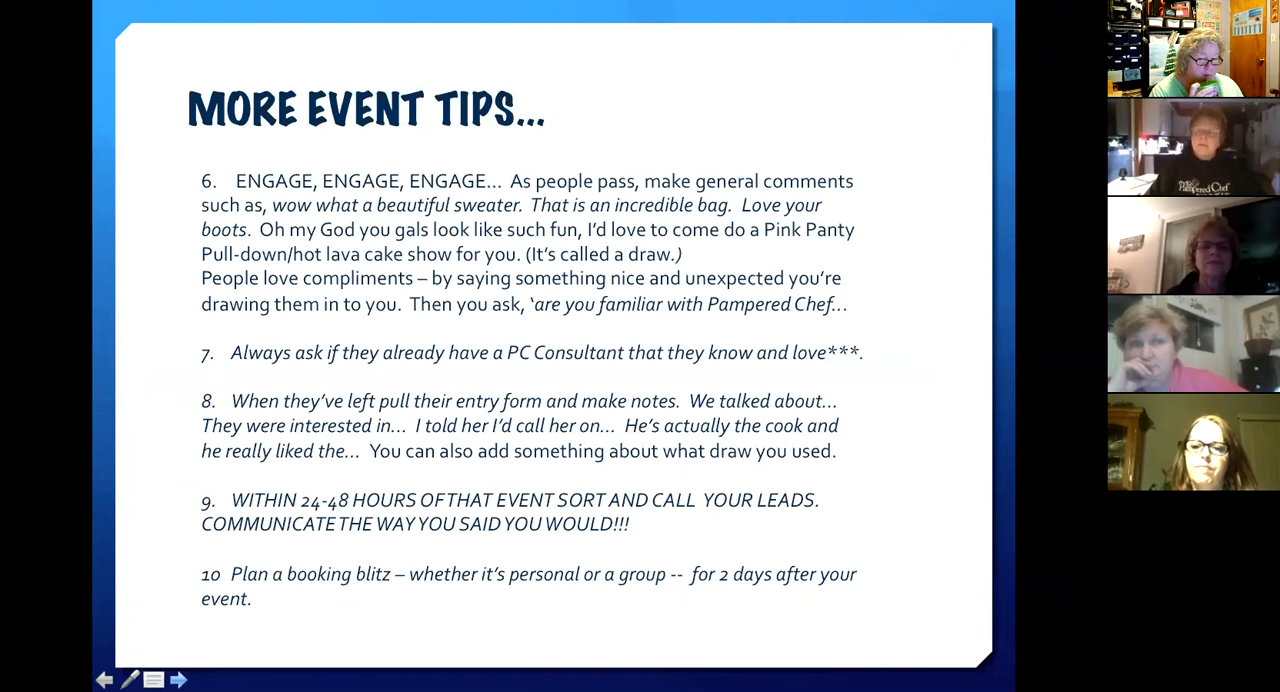 MORE EVENT TIPS...
6. ENGAGE, ENGAGE, ENGAGE... As people pass, make general comments
such as, wow what a beautiful sweater. That is an incredible bag. Love your
boots. Oh my God you gals look like such fun, I'd love to come do a Pink Panty
Pull-down/hot lava cake show for you. (It's called a draw.)
People love compliments – by saying something nice and unexpected you're
drawing them in to you. Then you ask, 'are you familiar with Pampered Chef...
7. Always ask if they already have a PC Consultant that they know and love***.
8. When they've left pull their entry form and make notes. We talked about...
They were interested in... I told her I'd call her on... He's actually the cook and
he really liked the... You can also add something about what draw you used.
9. WITHIN 24-48 HOURS OF THAT EVENT SORT AND CALL YOUR LEADS.
COMMUNICATE THE WAY YOU SAID YOU WOULD!!!
10 Plan a booking blitz – whether it's personal or a group -- for 2 days after your
event.
Pampered Chef